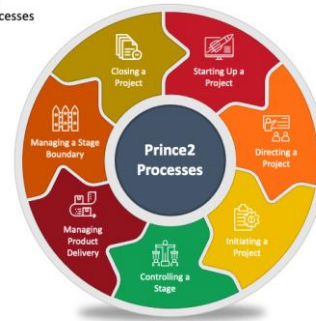 cesses
Closing a
Project
Starting Up a
Project
Directing a
Project
Initiating a
Project
Controlling a
Stage
Managing
Product
Delivery
Managing a Stage
Boundary
Prince2
Processes